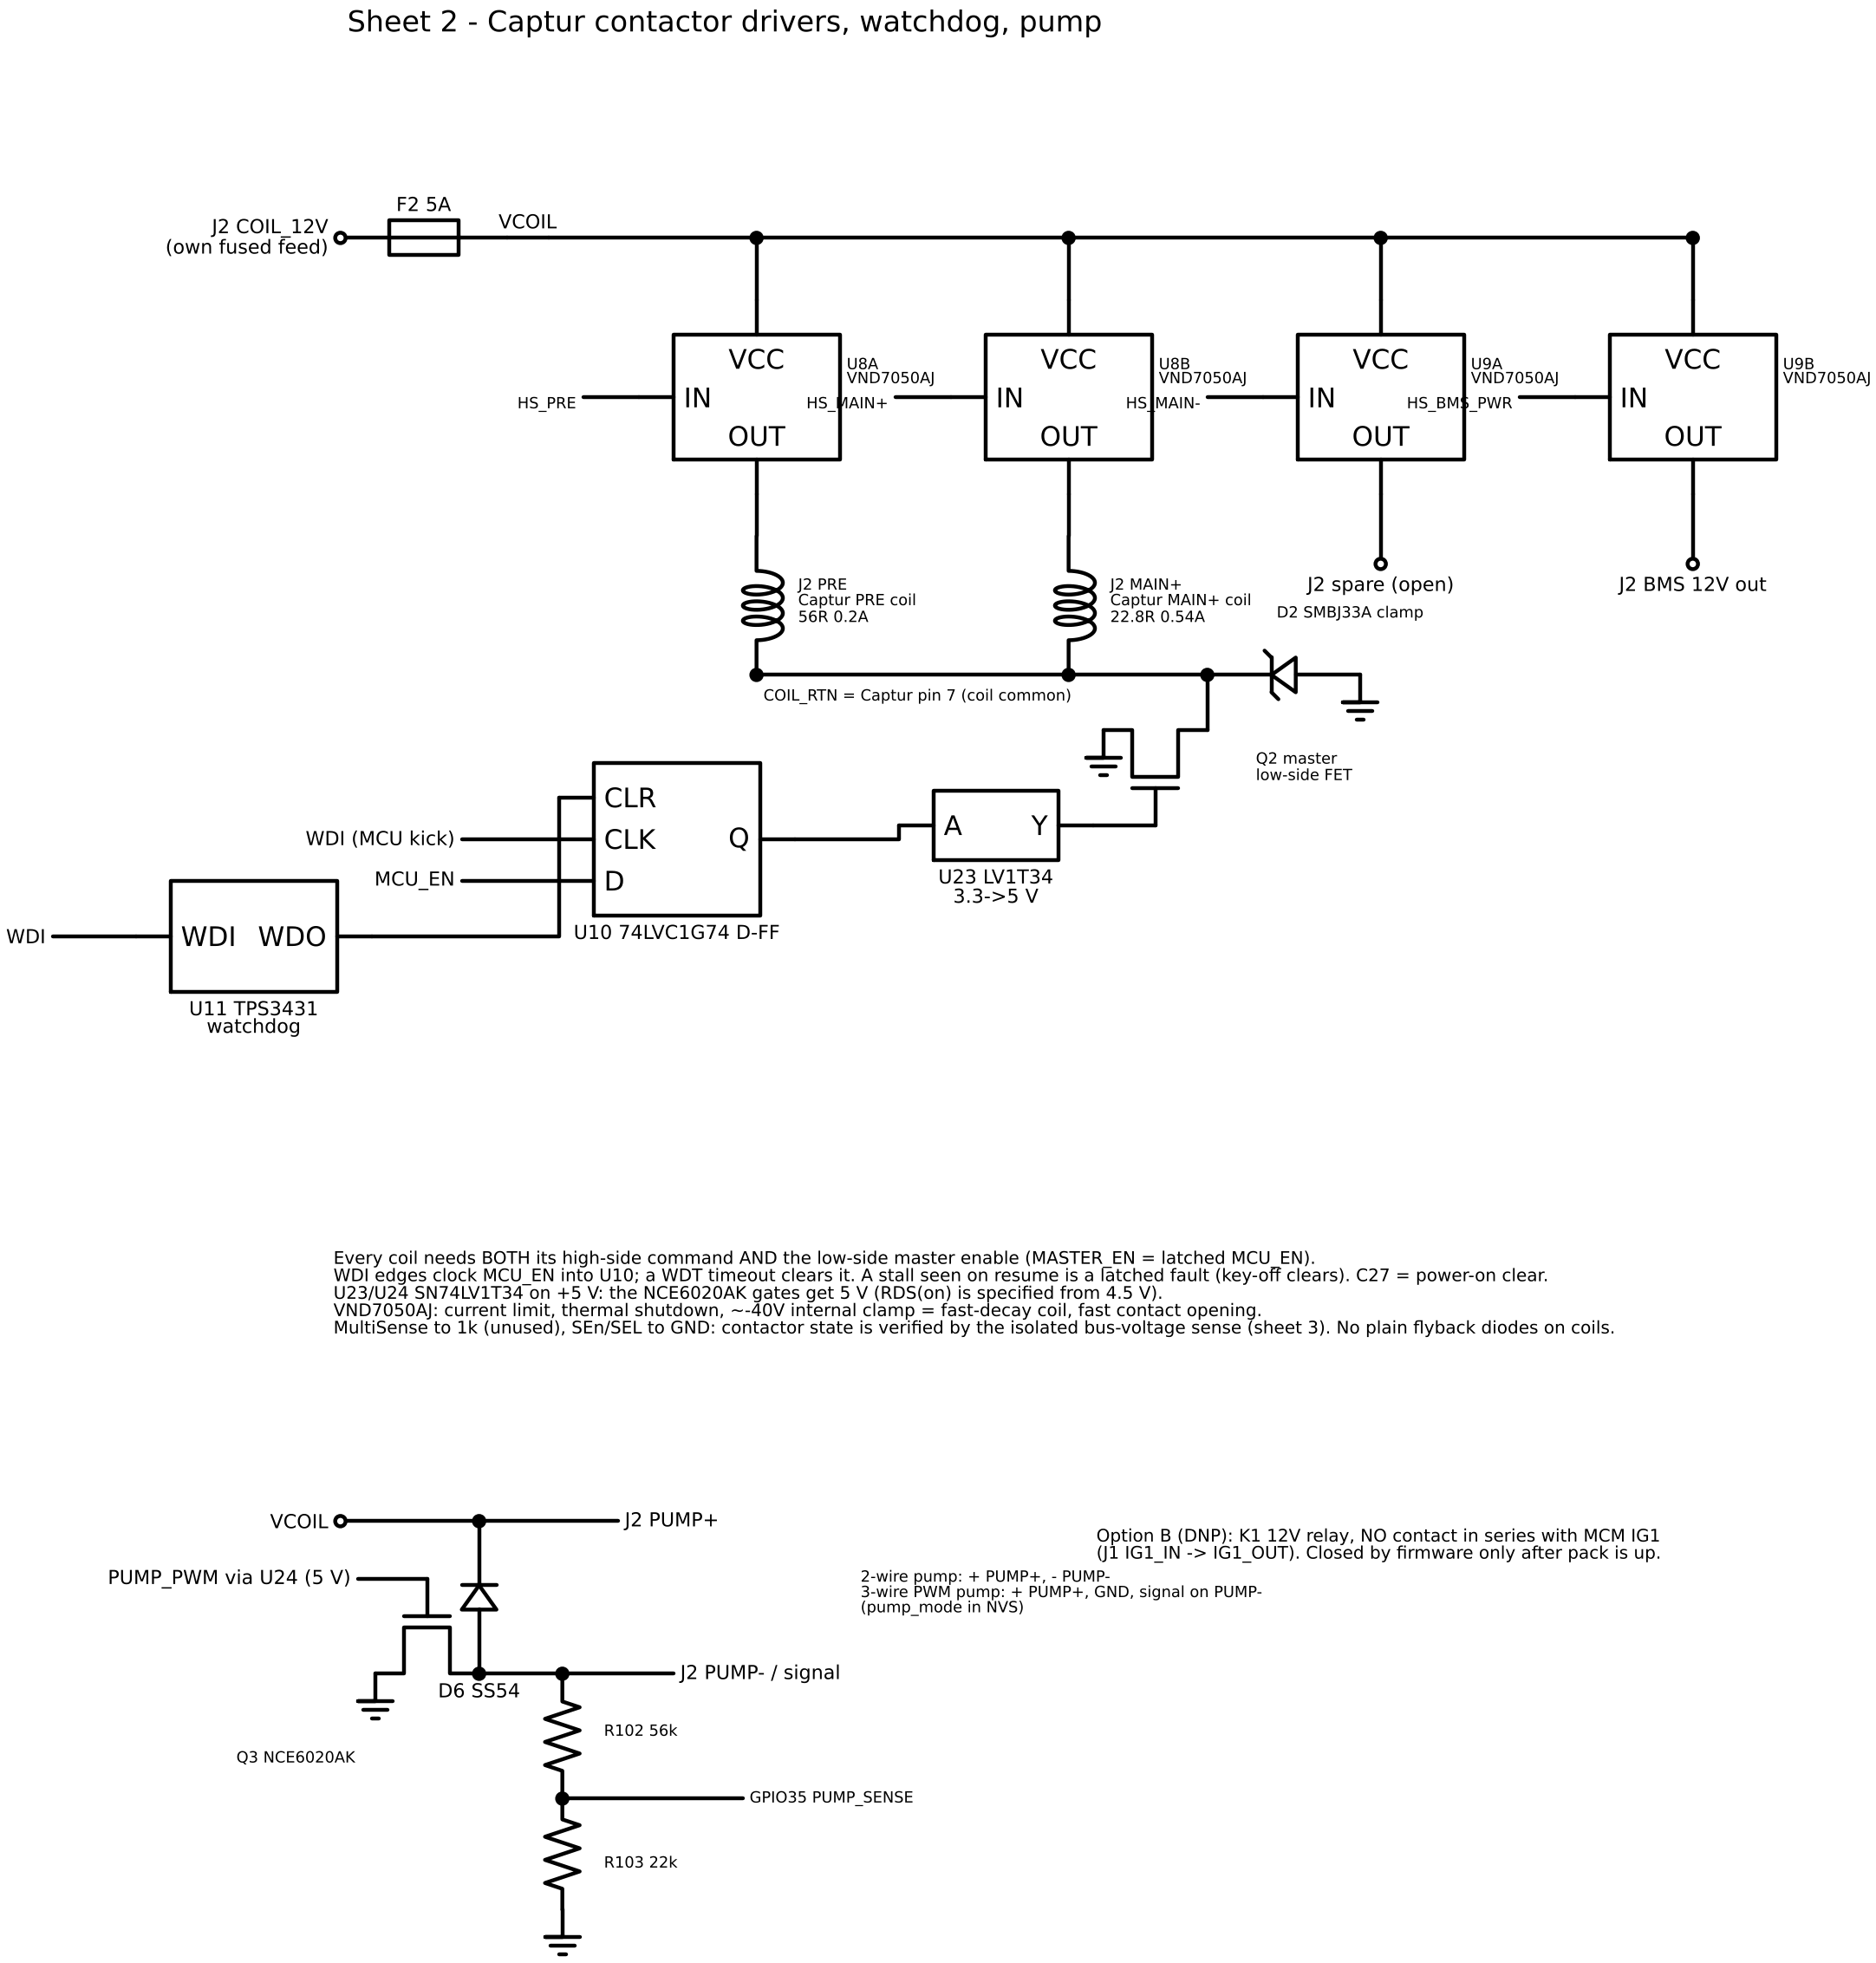 Sheet 2 - Captur contactor drivers, watchdog, pump
F2 5A
J2 COIL_12V
(own fused feed)
VCOIL
VCC
IN
OUT
U8A
VND7050AJ
HS_PRE
VCC
IN
OUT
U8B
VND7050AJ
HS_MAIN+
VCC
IN
OUT
U9A
VND7050AJ
HS_MAIN-
VCC
IN
OUT
U9B
VND7050AJ
HS_BMS_PWR
J2 PRE
Captur PRE coil
56R 0.2A
J2 MAIN+
Captur MAIN+ coil
22.8R 0.54A
J2 spare (open)
J2 BMS 12V out
D2 SMBJ33A clamp
COIL_RTN = Captur pin 7 (coil common)
Q2 master
low-side FET
CLR
CLK
D
Q
WDI (MCU kick)
MCU_EN
U10 74LVC1G74 D-FF
A
Y
U23 LV1T34
3.3->5 V
WDI
WDI
WDO
U11 TPS3431
watchdog
Every coil needs BOTH its high-side command AND the low-side master enable (MASTER_EN = latched MCU_EN).
WDI edges clock MCU_EN into U10; a WDT timeout clears it. A stall seen on resume is a latched fault (key-off clears). C27 = power-on clear.
U23/U24 SN74LV1T34 on +5 V: the NCE6020AK gates get 5 V (RDS(on) is specified from 4.5 V).
VND7050AJ: current limit, thermal shutdown, ~-40V internal clamp = fast-decay coil, fast contact opening.
MultiSense to 1k (unused), SEn/SEL to GND: contactor state is verified by the isolated bus-voltage sense (sheet 3). No plain flyback diodes on coils.
VCOIL
J2 PUMP+
PUMP_PWM via U24 (5 V)
Option B (DNP): K1 12V relay, NO contact in series with MCM IG1
(J1 IG1_IN -> IG1_OUT). Closed by firmware only after pack is up.
2-wire pump: + PUMP+, - PUMP-
3-wire PWM pump: + PUMP+, GND, signal on PUMP-
(pump_mode in NVS)
J2 PUMP- / signal
D6 SS54
Q3 NCE6020AK
R102 56k
GPIO35 PUMP_SENSE
R103 22k